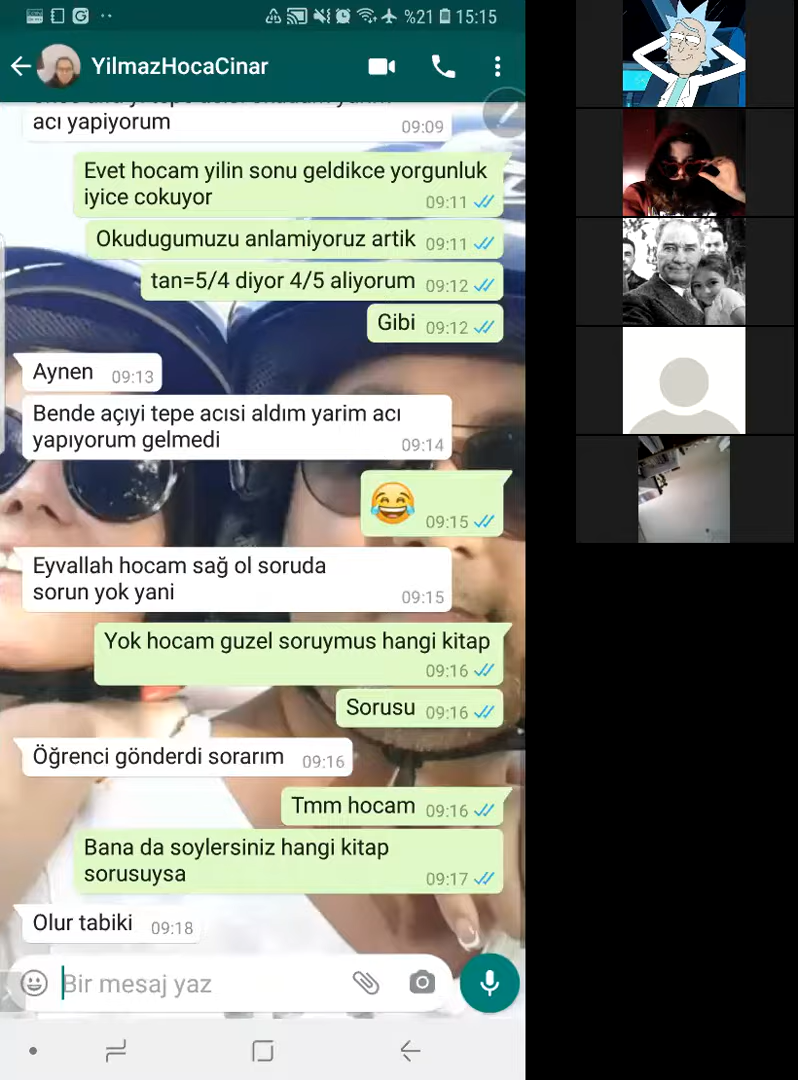 %21 15:15
YilmazHocaCinar
acı yapiyorum
09:09
Evet hocam yilin sonu geldikce yorgunluk
iyice cokuyor
09:11
Okudugumuzu anlamiyoruz artik 09:11
tan=5/4 diyor 4/5 aliyorum 09:12
Gibi 09:12
Aynen 09:13
Bende açıyi tepe acısi aldım yarim acı
yapıyorum gelmedi
09:14
09:15
Eyvallah hocam sağ ol soruda
sorun yok yani
09:15
Yok hocam guzel soruymus hangi kitap
09:16
Sorusu 09:16
Öğrenci gönderdi sorarım 09:16
Tmm hocam 09:16
Bana da soylersiniz hangi kitap
sorusuysa
09:17
Olur tabiki 09:18
Bir mesaj yaz